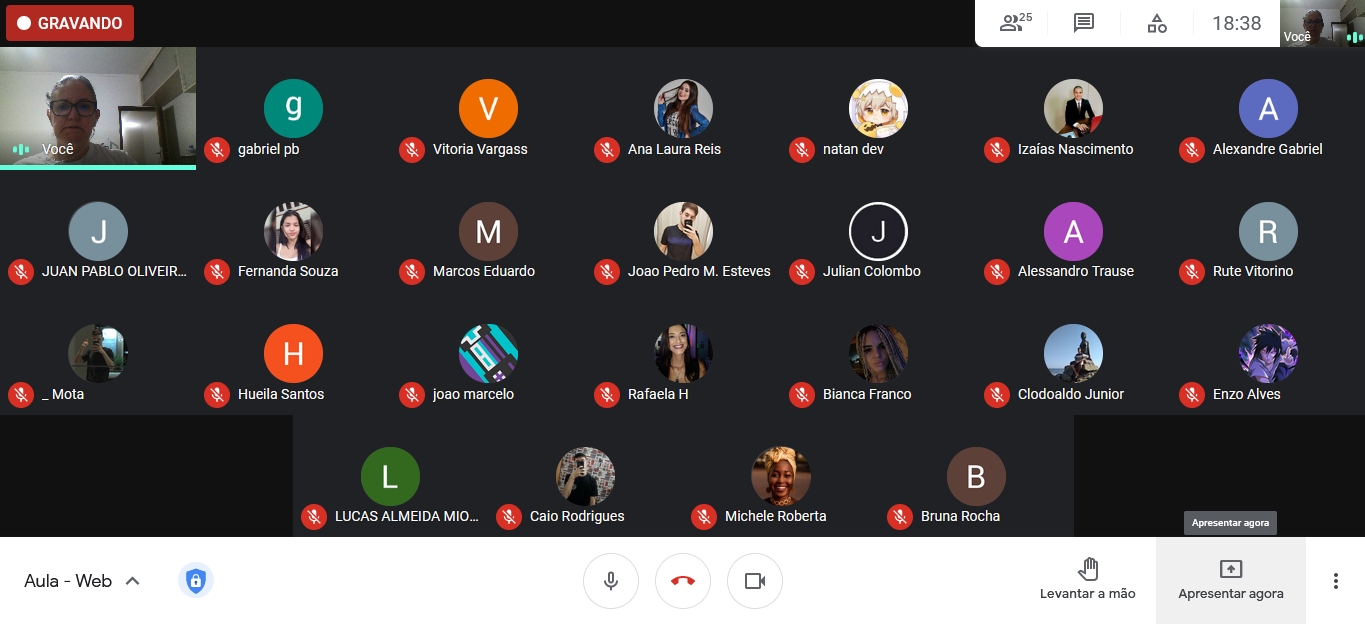 GRAVANDO
25
18:38
Você
Você
g
gabriel pb
V
Vitoria Vargass
Ana Laura Reis
natan dev
Izaías Nascimento
A
Alexandre Gabriel
J
JUAN PABLO OLIVEIR...
Fernanda Souza
M
Marcos Eduardo
Joao Pedro M. Esteves
J
Julian Colombo
A
Alessandro Trause
R
Rute Vitorino
_ Mota
H
Hueila Santos
joao marcelo
Rafaela H
Bianca Franco
Clodoaldo Junior
Enzo Alves
L
LUCAS ALMEIDA MIO...
Caio Rodrigues
Michele Roberta
B
Bruna Rocha
Apresentar agora
Aula - Web
Levantar a mão
Apresentar agora